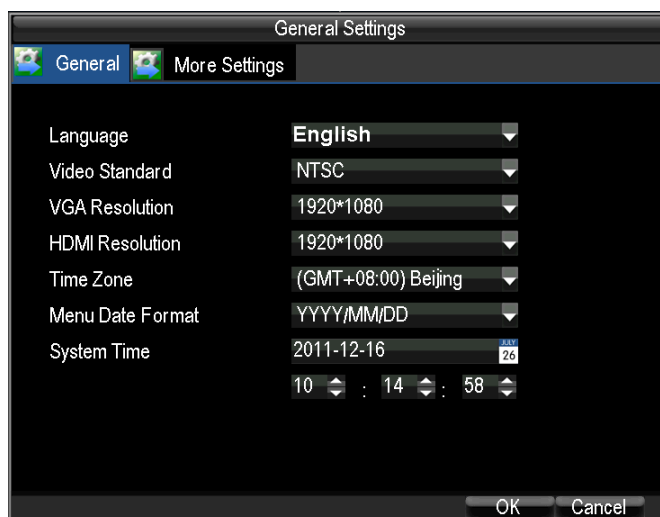 General Settings
General More Settings
Language English
Video Standard NTSC
VGA Resolution 1920*1080
HDMI Resolution 1920*1080
Time Zone (GMT+08:00) Beijing
Menu Date Format YYYY/MM/DD
System Time 2011-12-16 JULY 26
10 : 14 : 58
OK Cancel